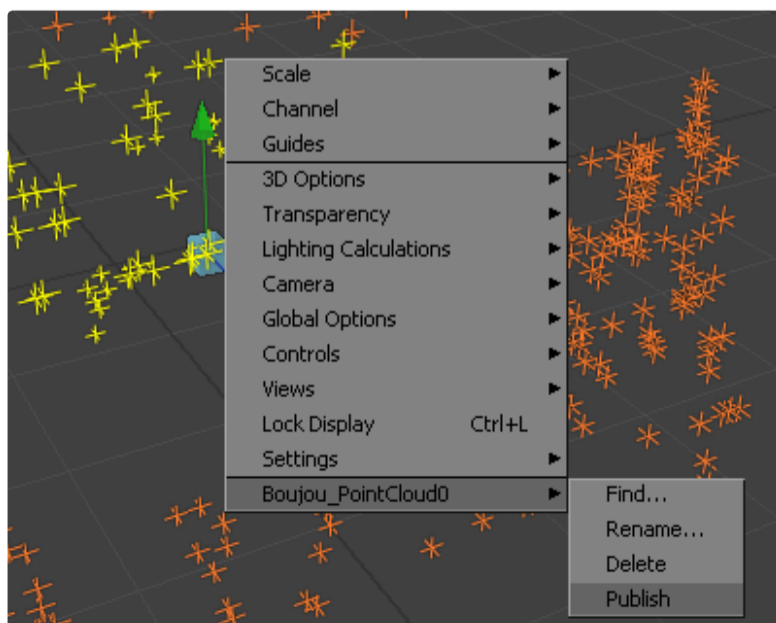 Scale
Channel
Guides
3D Options
Transparency
Lighting Calculations
Camera
Global Options
Controls
Views
Lock Display Ctrl+L
Settings
Boujou_PointCloud0
Find...
Rename...
Delete
Publish